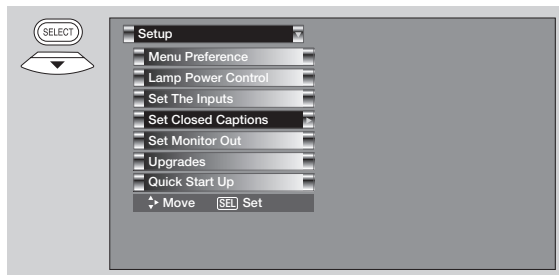 SELECT
Setup
Menu Preference
Lamp Power Control
Set The Inputs
Set Closed Captions
Set Monitor Out
Upgrades
Quick Start Up
Move SEL Set